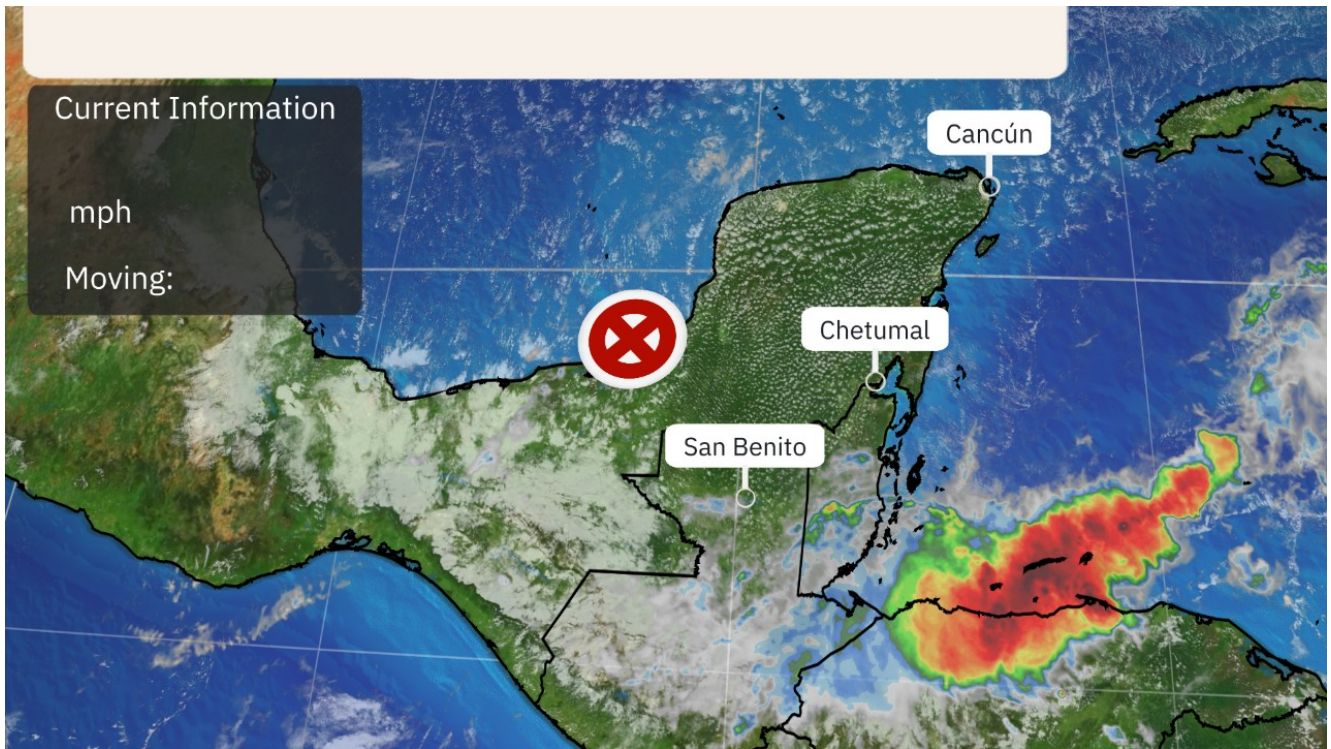 Current Information
mph
Moving:
Cancún
Chetumal
San Benito